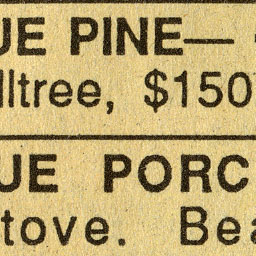 UE PINE—
lltree, $150
UE PORC
tove. Bea